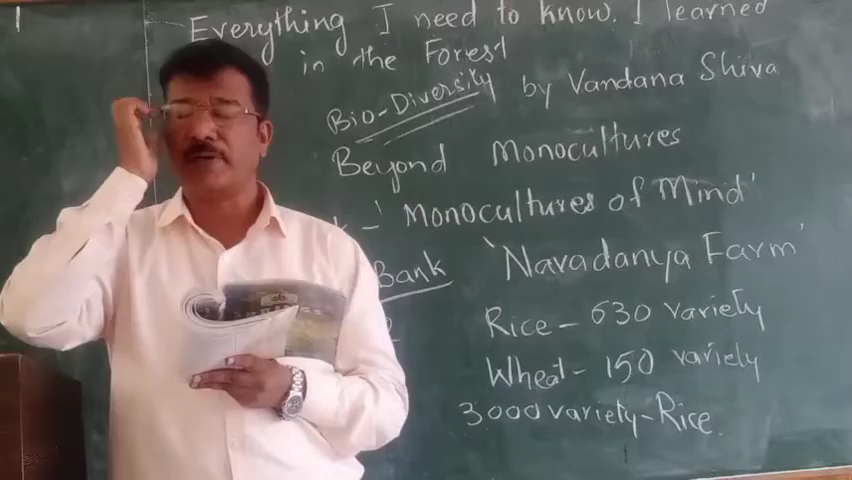 Everything I need to know. I learned
in the Forest
Bio-Diversity by Vandana Shiva
Beyond Monocultures
- 'Monocultures of Mind'
Bank 'Navadanya Farm'
Rice - 630 variety
Wheat - 150 variety
3000 variety - Rice.